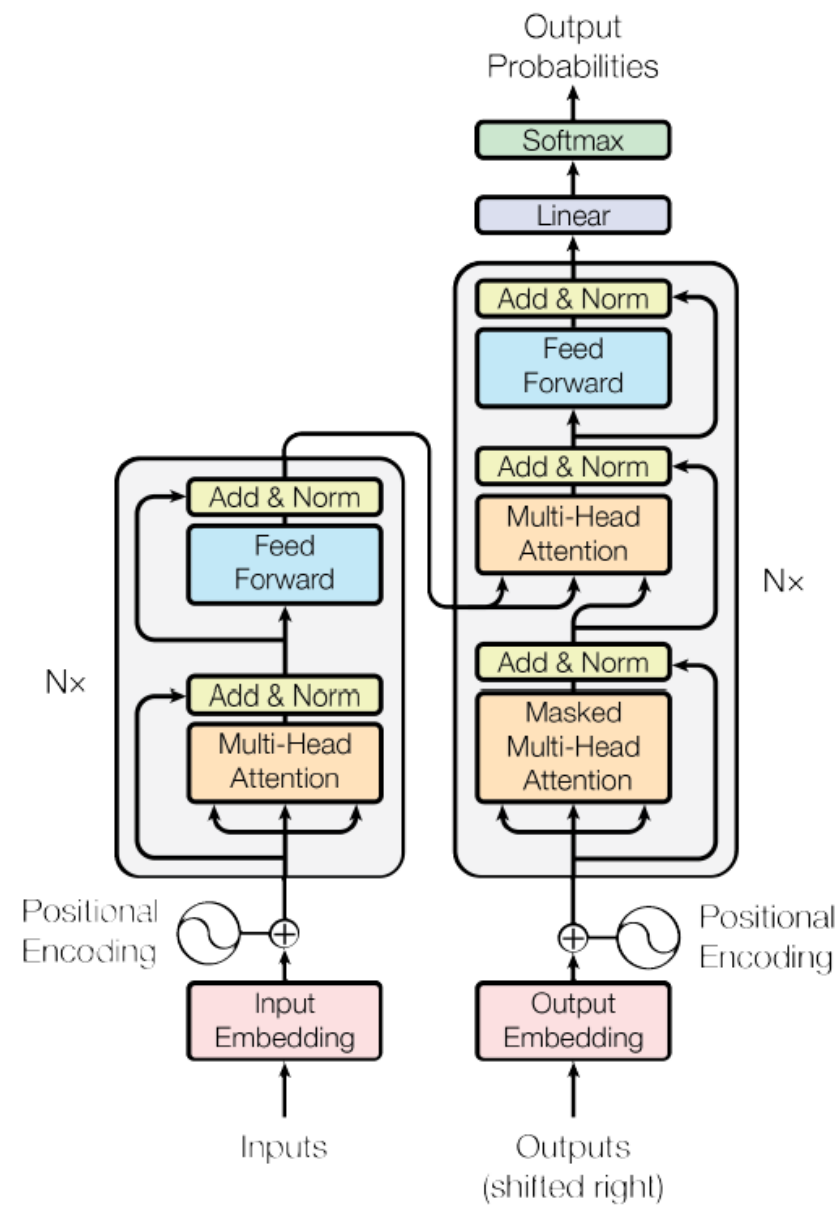 Output
Probabilities
Softmax
Linear
Add & Norm
Feed
Forward
Add & Norm
Multi-Head
Attention
Add & Norm
Feed
Forward
N×
Add & Norm
Masked
Multi-Head
Attention
N×
Add & Norm
Multi-Head
Attention
Positional
Encoding
Positional
Encoding
Input
Embedding
Output
Embedding
Inputs
Outputs
(shifted right)